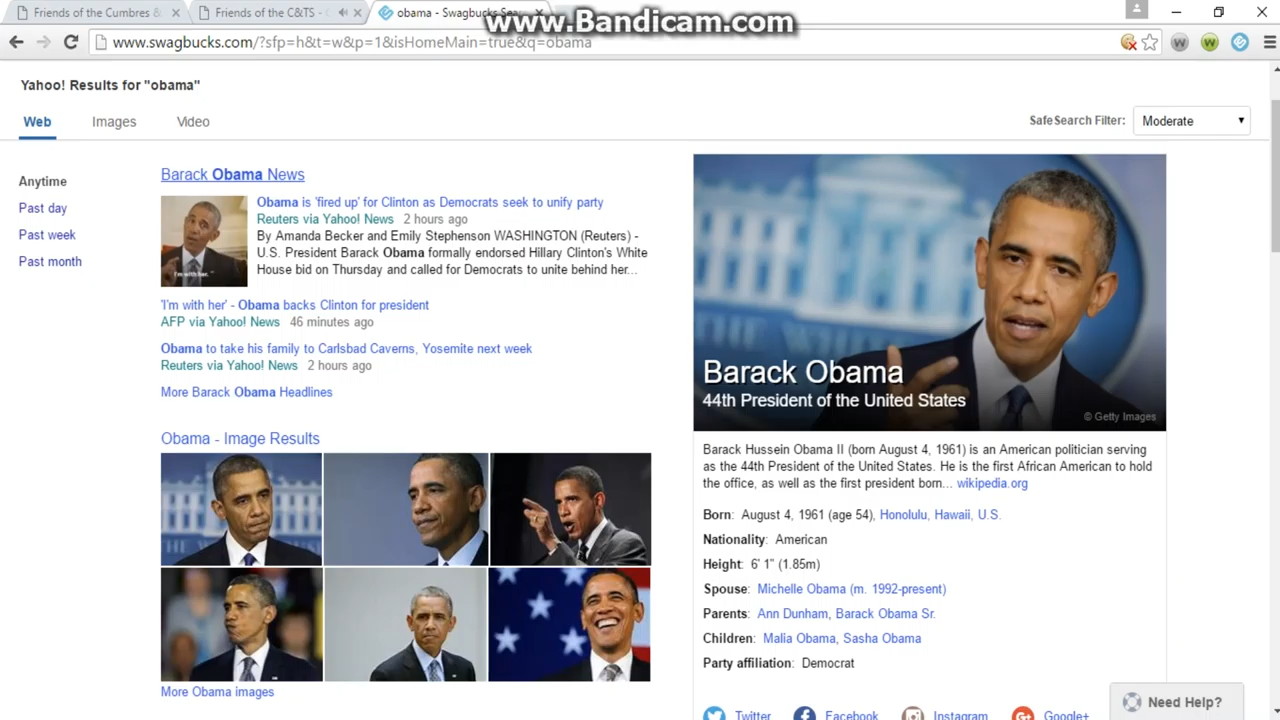 Friends of the Cumbres &
Friends of the C&TS -
obama - Swagbucks Sea
www.Bandicam.com
www.swagbucks.com/?sfp=h&t=w&p=1&isHomeMain=true&q=obama
Yahoo! Results for "obama"
Web Images Video
SafeSearch Filter: Moderate
Anytime
Past day
Past week
Past month
Barack Obama News
Obama is 'fired up' for Clinton as Democrats seek to unify party
Reuters via Yahoo! News 2 hours ago
By Amanda Becker and Emily Stephenson WASHINGTON (Reuters) -
U.S. President Barack Obama formally endorsed Hillary Clinton's White
House bid on Thursday and called for Democrats to unite behind her...
I'm with her.
'I'm with her' - Obama backs Clinton for president
AFP via Yahoo! News 46 minutes ago
Obama to take his family to Carlsbad Caverns, Yosemite next week
Reuters via Yahoo! News 2 hours ago
More Barack Obama Headlines
Obama - Image Results
More Obama images
Barack Obama
44th President of the United States
© Getty Images
Barack Hussein Obama II (born August 4, 1961) is an American politician serving
as the 44th President of the United States. He is the first African American to hold
the office, as well as the first president born... wikipedia.org
Born: August 4, 1961 (age 54), Honolulu, Hawaii, U.S.
Nationality: American
Height: 6' 1" (1.85m)
Spouse: Michelle Obama (m. 1992-present)
Parents: Ann Dunham, Barack Obama Sr.
Children: Malia Obama, Sasha Obama
Party affiliation: Democrat
Twitter Facebook Instagram Google+
Need Help?